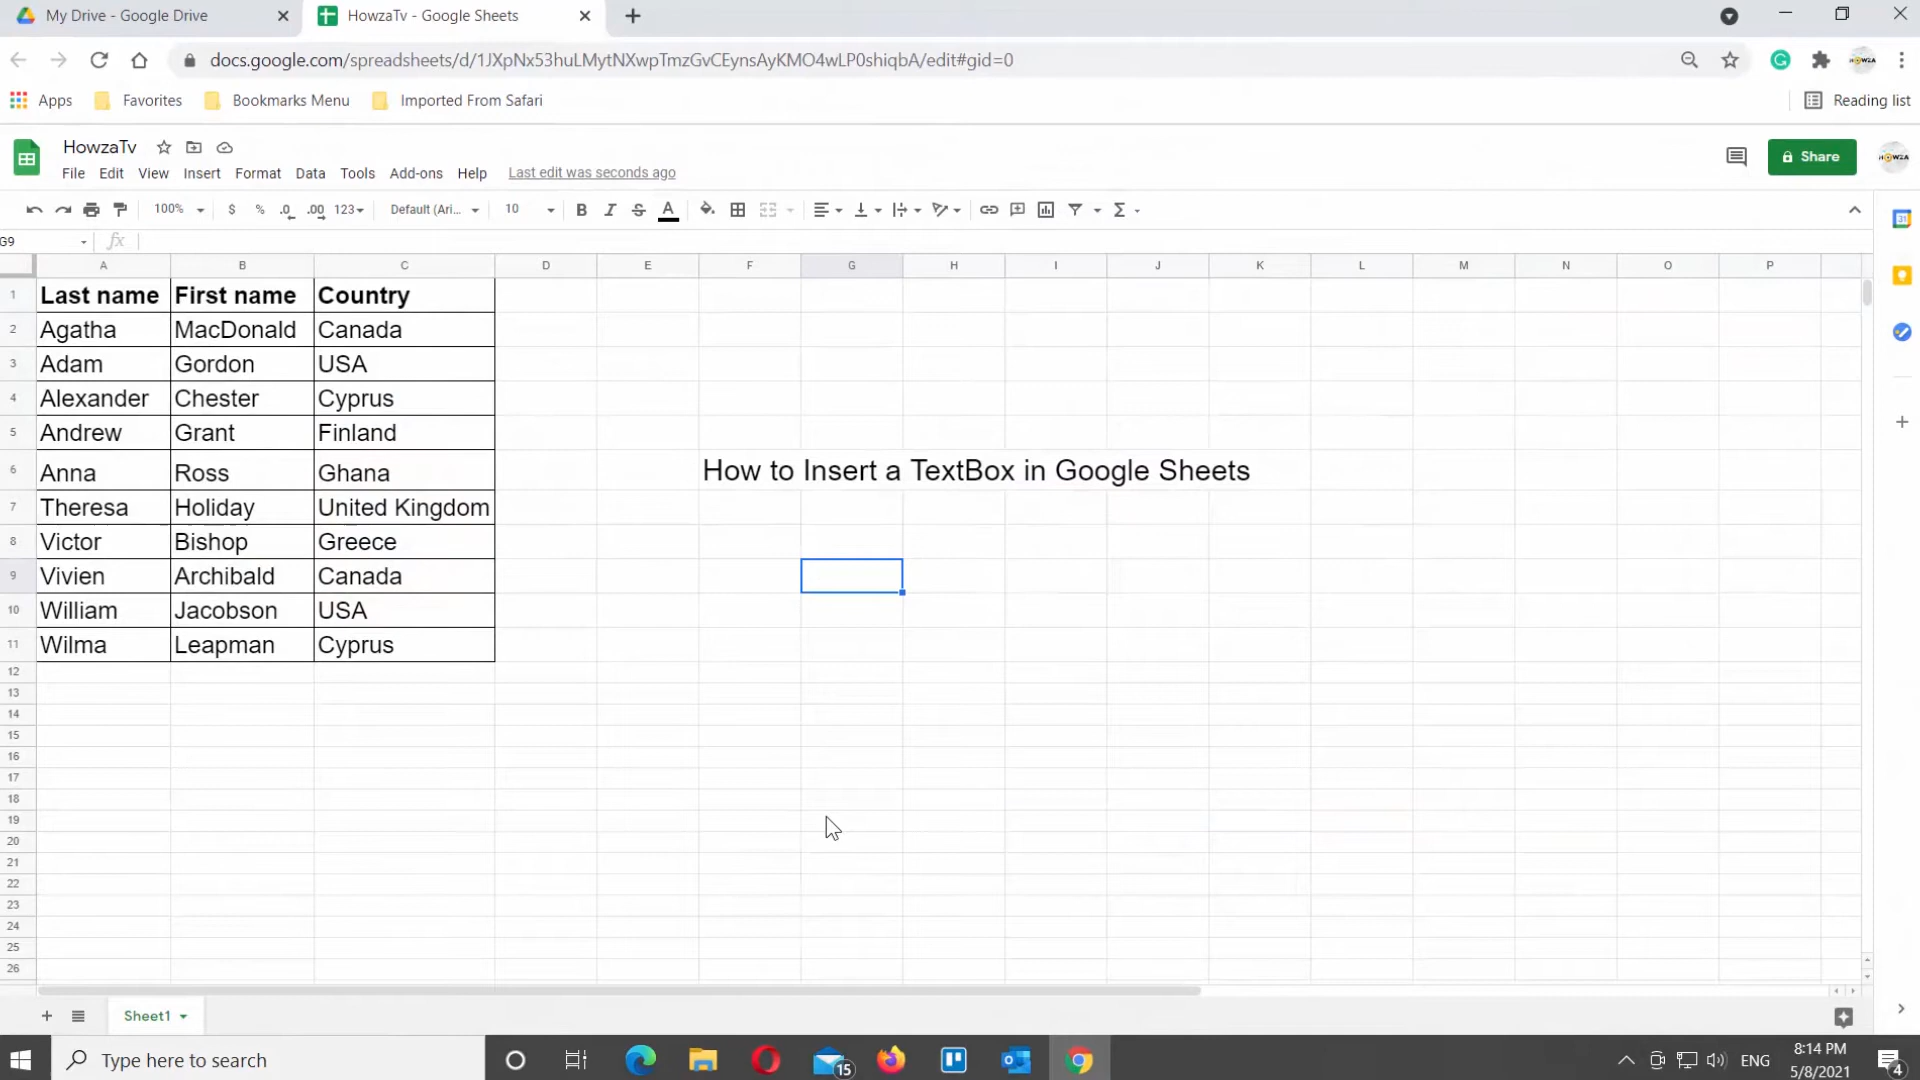 My Drive - Google Drive
HowzaTv - Google Sheets
docs.google.com/spreadsheets/d/1JXpNx53huLMytNXwpTmzGvCEynsAyKMO4wLP0shiqbA/edit#gid=0
Apps Favorites Bookmarks Menu Imported From Safari Reading list
HowzaTv
Share
File Edit View Insert Format Data Tools Add-ons Help Last edit was seconds ago
100% $ % .0 .00 123 Default (Ari... 10 B I S A
G9 fx
A B C D E F G H I J K L M N O P
1 Last name First name Country
2 Agatha MacDonald Canada
3 Adam Gordon USA
4 Alexander Chester Cyprus
5 Andrew Grant Finland
6 Anna Ross Ghana How to Insert a TextBox in Google Sheets
7 Theresa Holiday United Kingdom
8 Victor Bishop Greece
9 Vivien Archibald Canada
10 William Jacobson USA
11 Wilma Leapman Cyprus
12
13
14
15
16
17
18
19
20
21
22
23
24
25
26
Sheet1
Type here to search
15
ENG
8:14 PM
5/8/2021
4